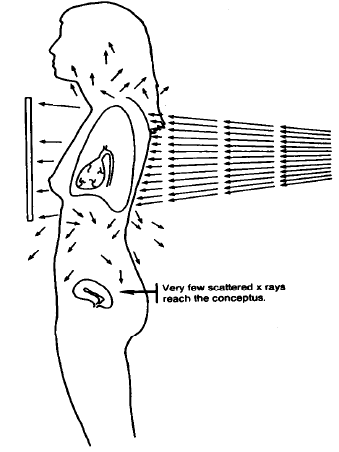 Very few scattered x rays
reach the conceptus.